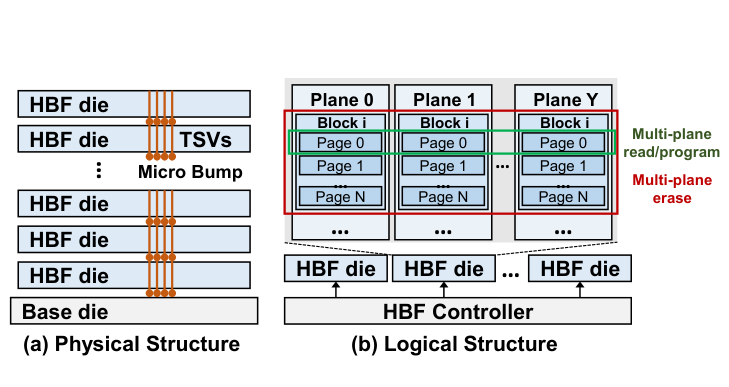 HBF die
HBF die
TSVs
...
Micro Bump
HBF die
HBF die
HBF die
Base die
(a) Physical Structure
Plane 0
Plane 1
Plane Y
Block i
Block i
Block i
Page 0
Page 0
Page 0
Page 1
Page 1
...
Page 1
...
...
...
Page N
Page N
Page N
...
...
...
Multi-plane
read/program
Multi-plane
erase
HBF die
HBF die
...
HBF die
HBF Controller
(b) Logical Structure